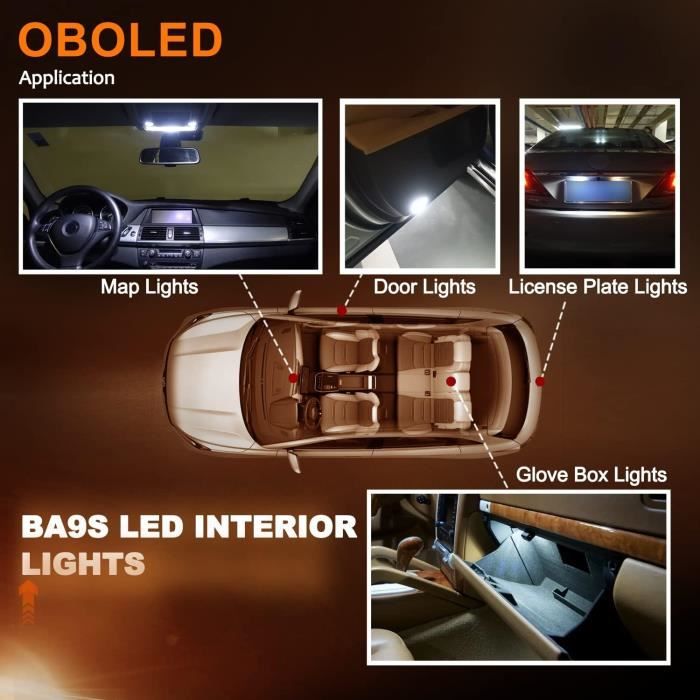 OBOLED
Application
Map Lights
Door Lights
License Plate Lights
Glove Box Lights
BA9S LED INTERIOR
LIGHTS